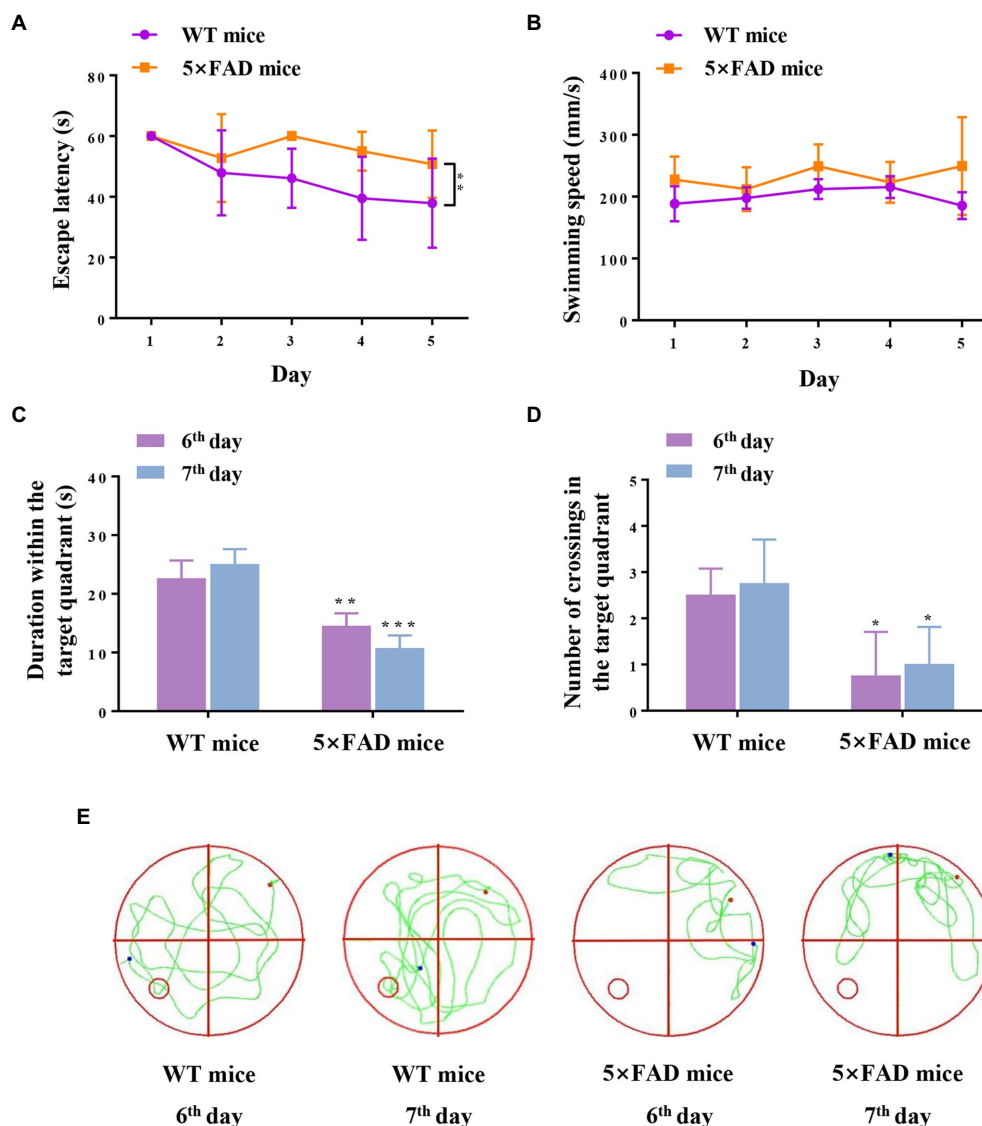 A
WT mice
5×FAD mice
Escape latency (s)
80
60
40
20
0
**
1 2 3 4 5
Day
B
WT mice
5×FAD mice
Swimming speed (mm/s)
400
300
200
100
0
1 2 3 4 5
Day
C
6th day
7th day
Duration within the
target quadrant (s)
40
30
20
10
0
**
***
WT mice 5×FAD mice
D
6th day
7th day
Number of crossings in
the target quadrant
5
4
3
2
1
0
* *
WT mice 5×FAD mice
E
WT mice WT mice 5×FAD mice 5×FAD mice
6th day 7th day 6th day 7th day